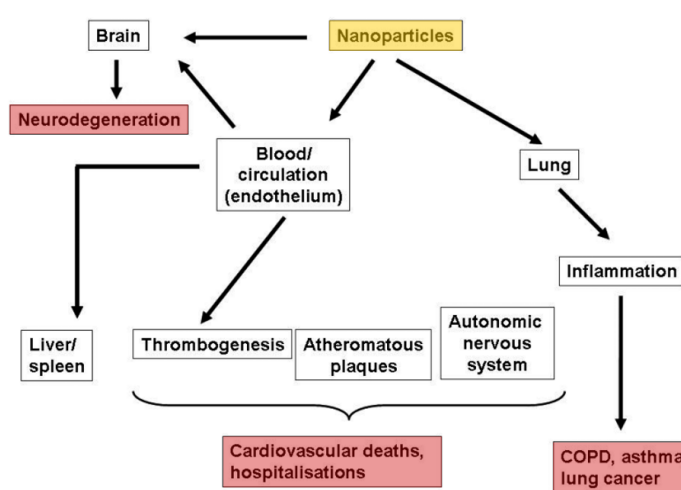 Brain
Nanoparticles
Neurodegeneration
Blood/
circulation
(endothelium)
Lung
Inflammation
Liver/
spleen
Thrombogenesis
Atheromatous
plaques
Autonomic
nervous
system
Cardiovascular deaths,
hospitalisations
COPD, asthma
lung cancer